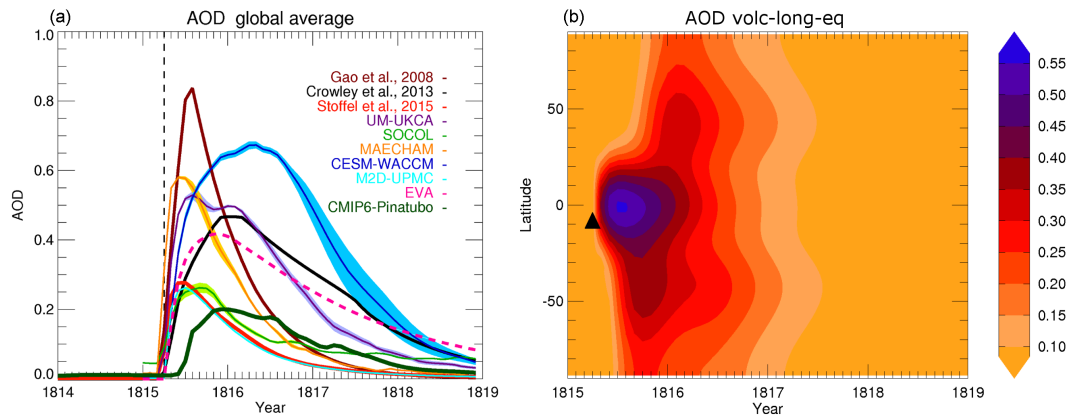 (a)
AOD global average
1.0
0.8
0.6
0.4
0.2
0.0
AOD
Gao et al., 2008 -
Crowley et al., 2013 -
Stoffel et al., 2015 -
UM-UKCA -
SOCOL -
MAECHAM -
CESM-WACCM -
M2D-UPMC -
EVA -
CMIP6-Pinatubo -
1814 1815 1816 1817 1818 1819
Year
(b)
AOD volc-long-eq
50
0
-50
Latitude
1815 1816 1817 1818 1819
Year
0.55
0.50
0.45
0.40
0.35
0.30
0.25
0.20
0.15
0.10